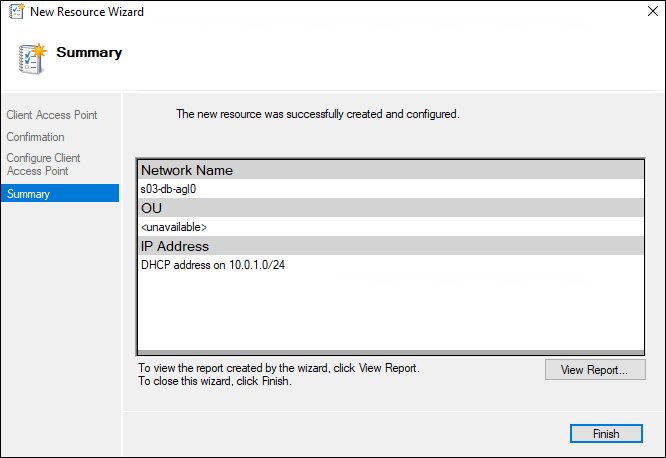 New Resource Wizard
Summary
Client Access Point
Confirmation
Configure Client
Access Point
Summary
The new resource was successfully created and configured.
Network Name
s03-db-agl0
OU
<unavailable>
IP Address
DHCP address on 10.0.1.0/24
To view the report created by the wizard, click View Report.
To close this wizard, click Finish.
View Report...
Finish